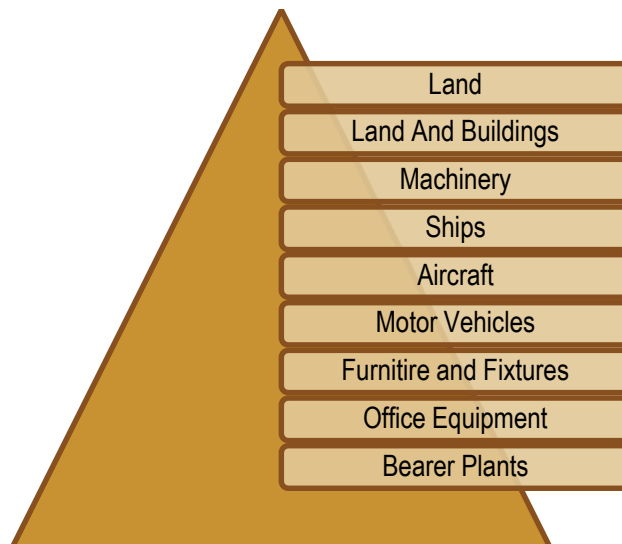 Land
Land And Buildings
Machinery
Ships
Aircraft
Motor Vehicles
Furnitire and Fixtures
Office Equipment
Bearer Plants